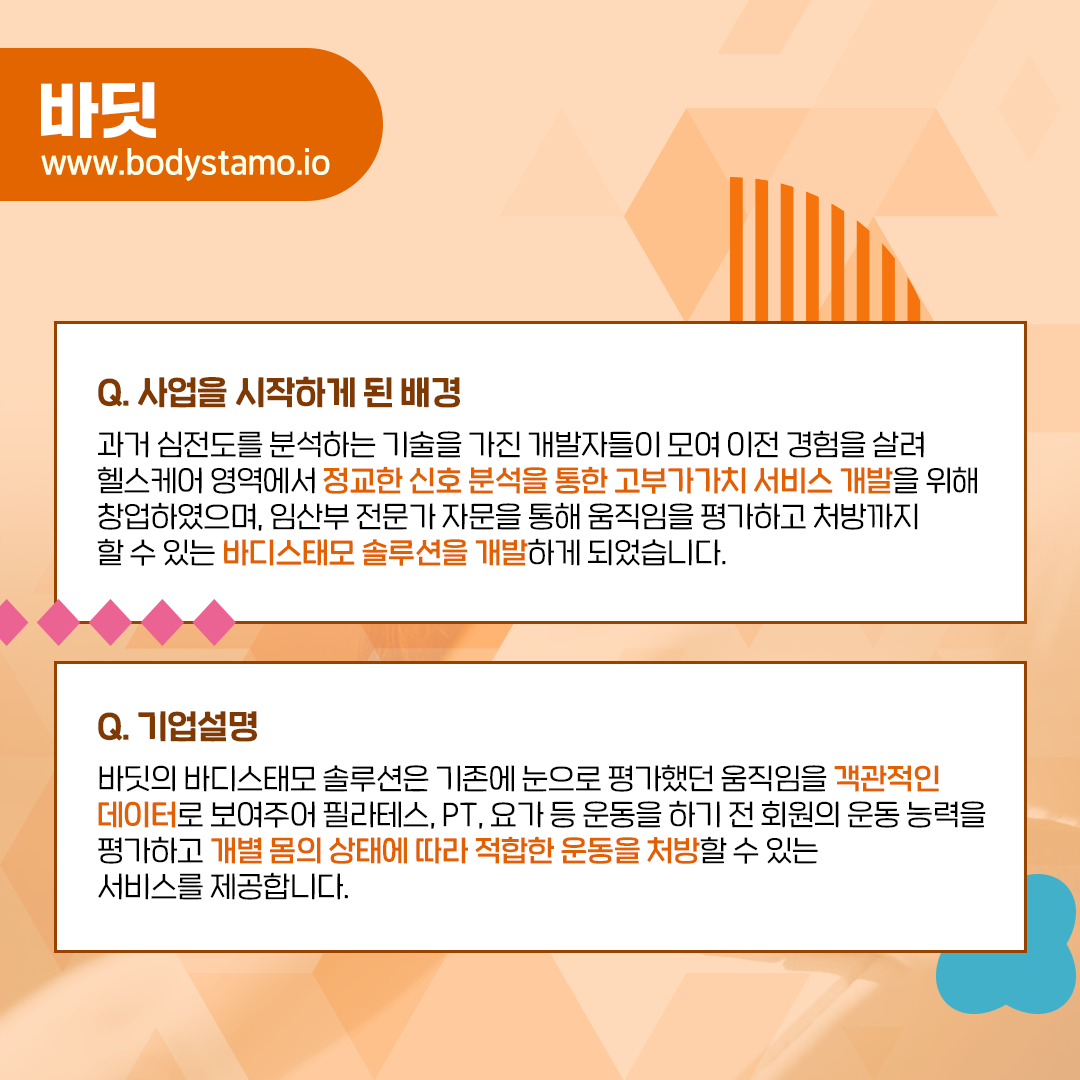 바딧
www.bodystamo.io
Q. 사업을 시작하게 된 배경
과거 심전도를 분석하는 기술을 가진 개발자들이 모여 이전 경험을 살려
헬스케어 영역에서 정교한 신호 분석을 통한 고부가가치 서비스 개발을 위해
창업하였으며, 임산부 전문가 자문을 통해 움직임을 평가하고 처방까지
할 수 있는 바디스태모 솔루션을 개발하게 되었습니다.
Q. 기업설명
바딧의 바디스태모 솔루션은 기존에 눈으로 평가했던 움직임을 객관적인
데이터로 보여주어 필라테스, PT, 요가 등 운동을 하기 전 회원의 운동 능력을
평가하고 개별 몸의 상태에 따라 적합한 운동을 처방할 수 있는
서비스를 제공합니다.